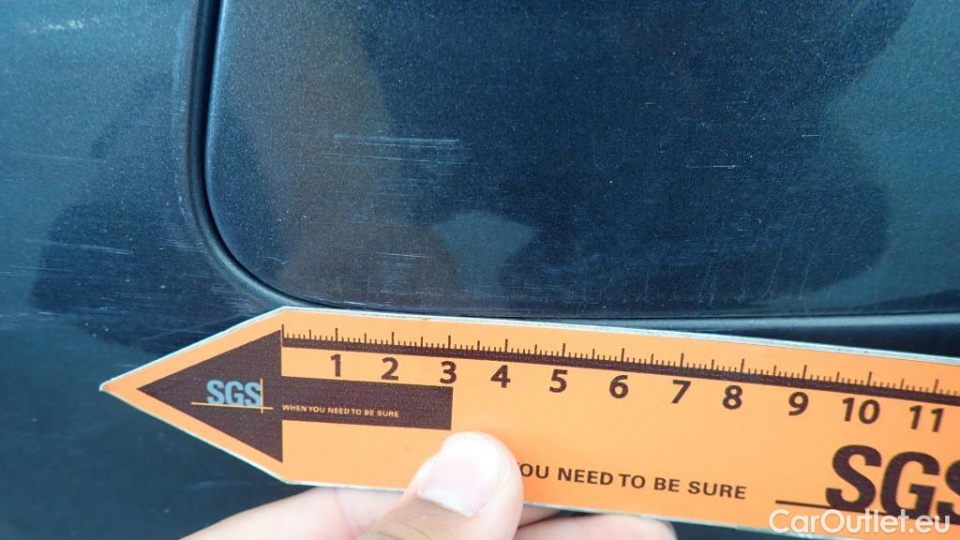 1 2 3 4 5 6 7 8 9 10 11
SGS
WHEN YOU NEED TO BE SURE
YOU NEED TO BE SURE
SGS
CarOutlet.eu